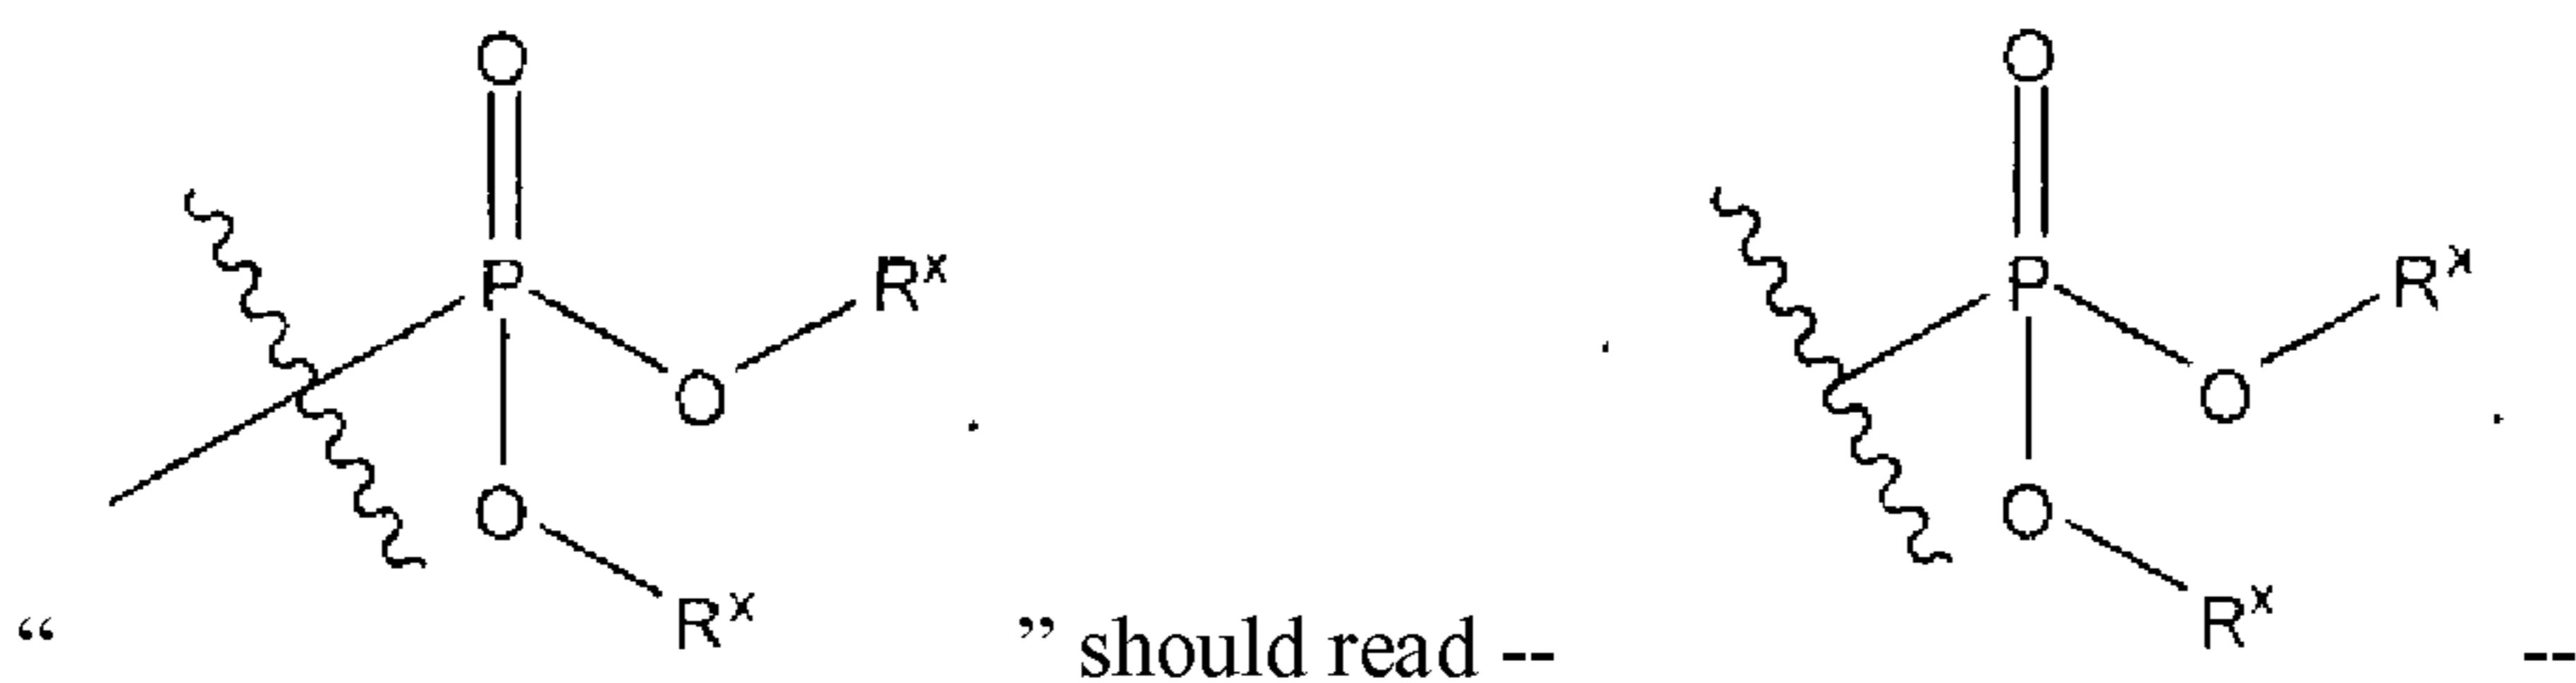 O O
P R^x P R^x
O O
O O
R^x R^x
“ ” should read -- --